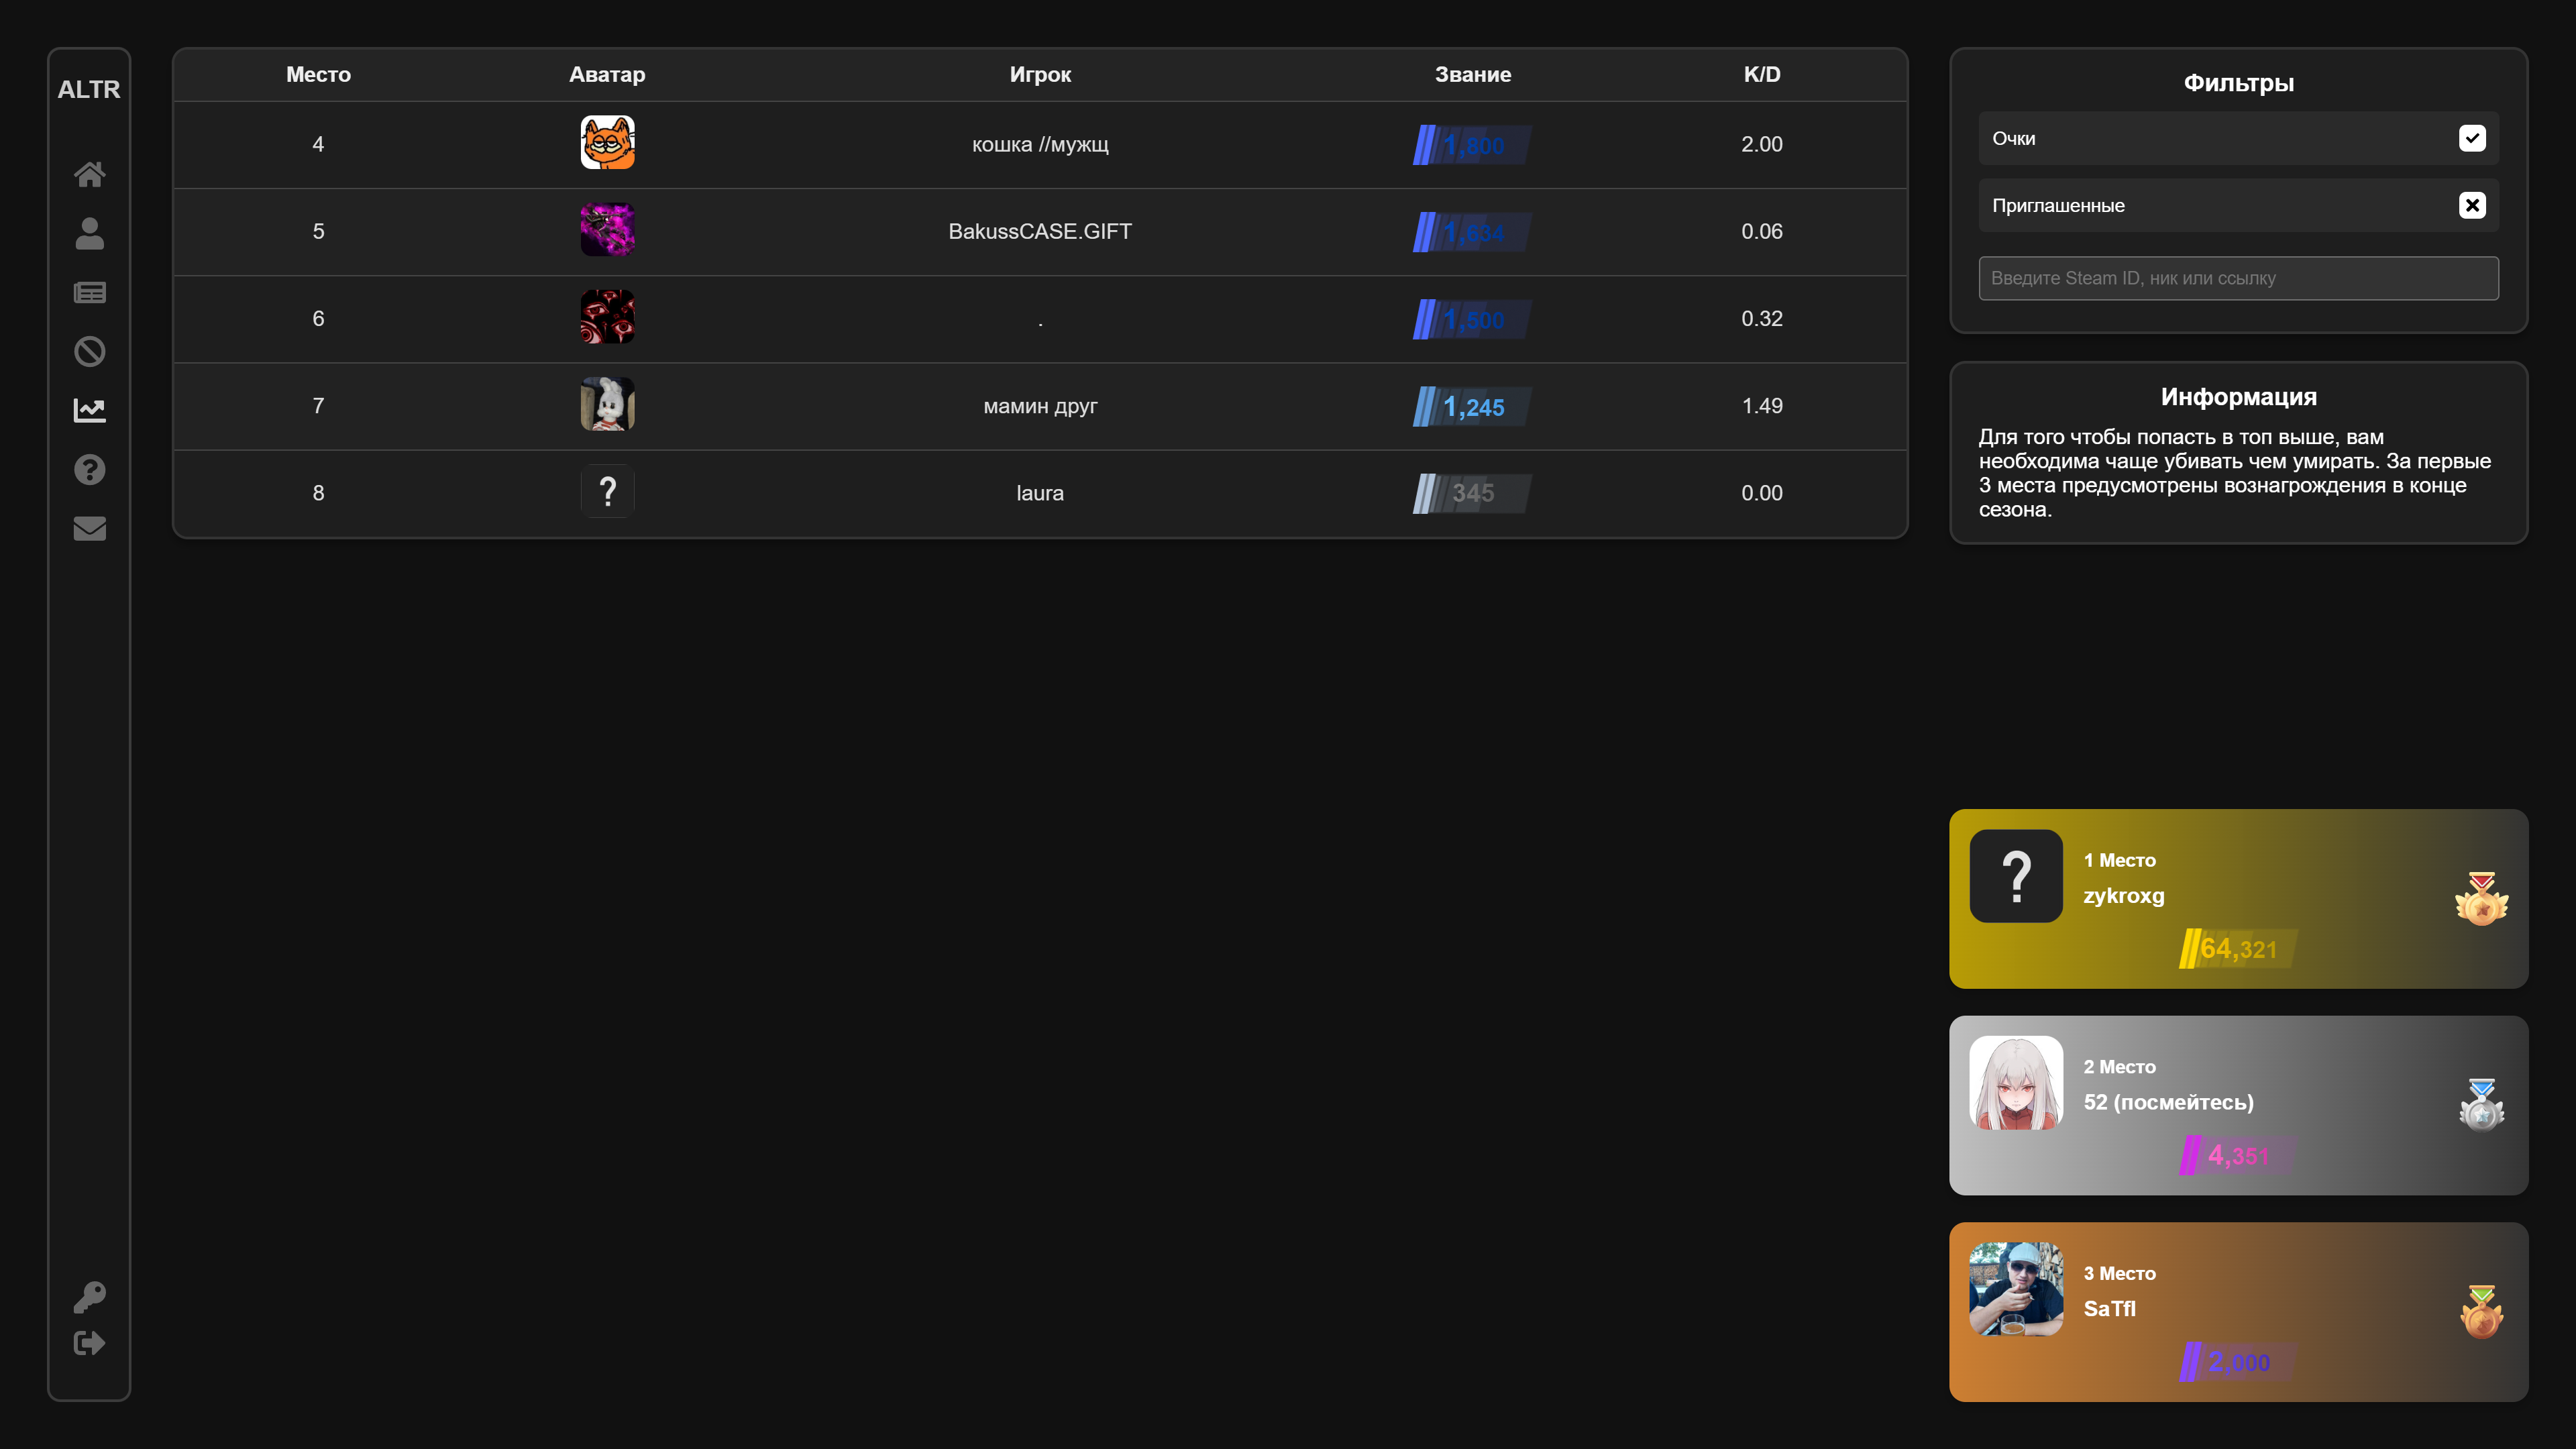 ALTR
Место Аватар Игрок Звание K/D
4 кошка //мужщ 1,800 2.00
5 BakussCASE.GIFT 1,634 0.06
6 . 1,500 0.32
7 мамин друг 1,245 1.49
8 ? laura 345 0.00
Фильтры
Очки
Приглашенные
Введите Steam ID, ник или ссылку
Информация
Для того чтобы попасть в топ выше, вам
необходима чаще убивать чем умирать. За первые
3 места предусмотрены вознагрождения в конце
сезона.
?
1 Место
zykroxg
64,321
2 Место
52 (посмейтесь)
4,351
3 Место
SaTfl
2,000